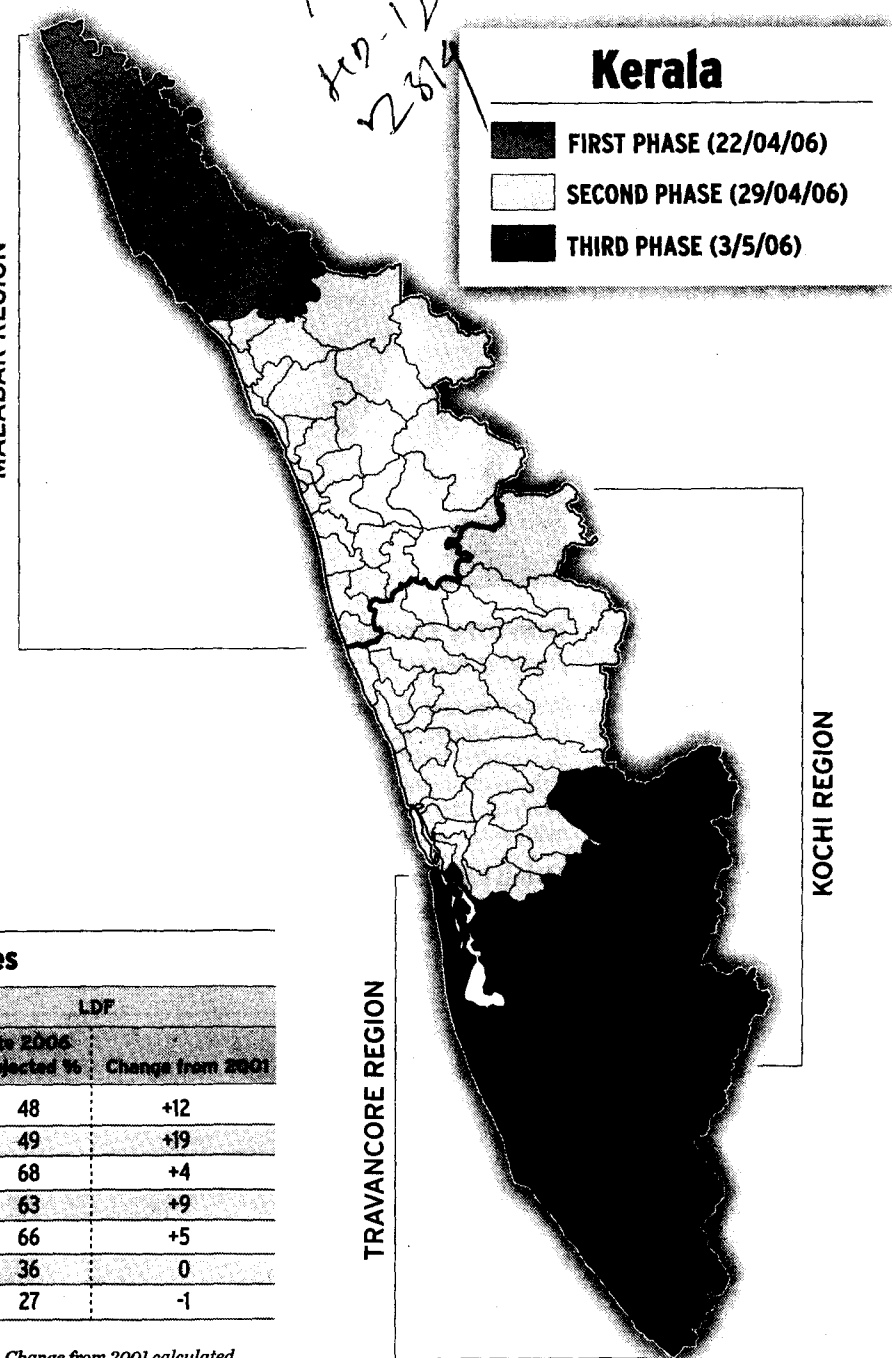 Kerala
FIRST PHASE (22/04/06)
SECOND PHASE (29/04/06)
THIRD PHASE (3/5/06)
MALABAR REGION
KOCHI REGION
TRAVANCORE REGION
LDF
2006
% Change from 2001
48 +12
49 +19
68 +4
63 +9
66 +5
36 0
27 -1
Change from 2001 calculated